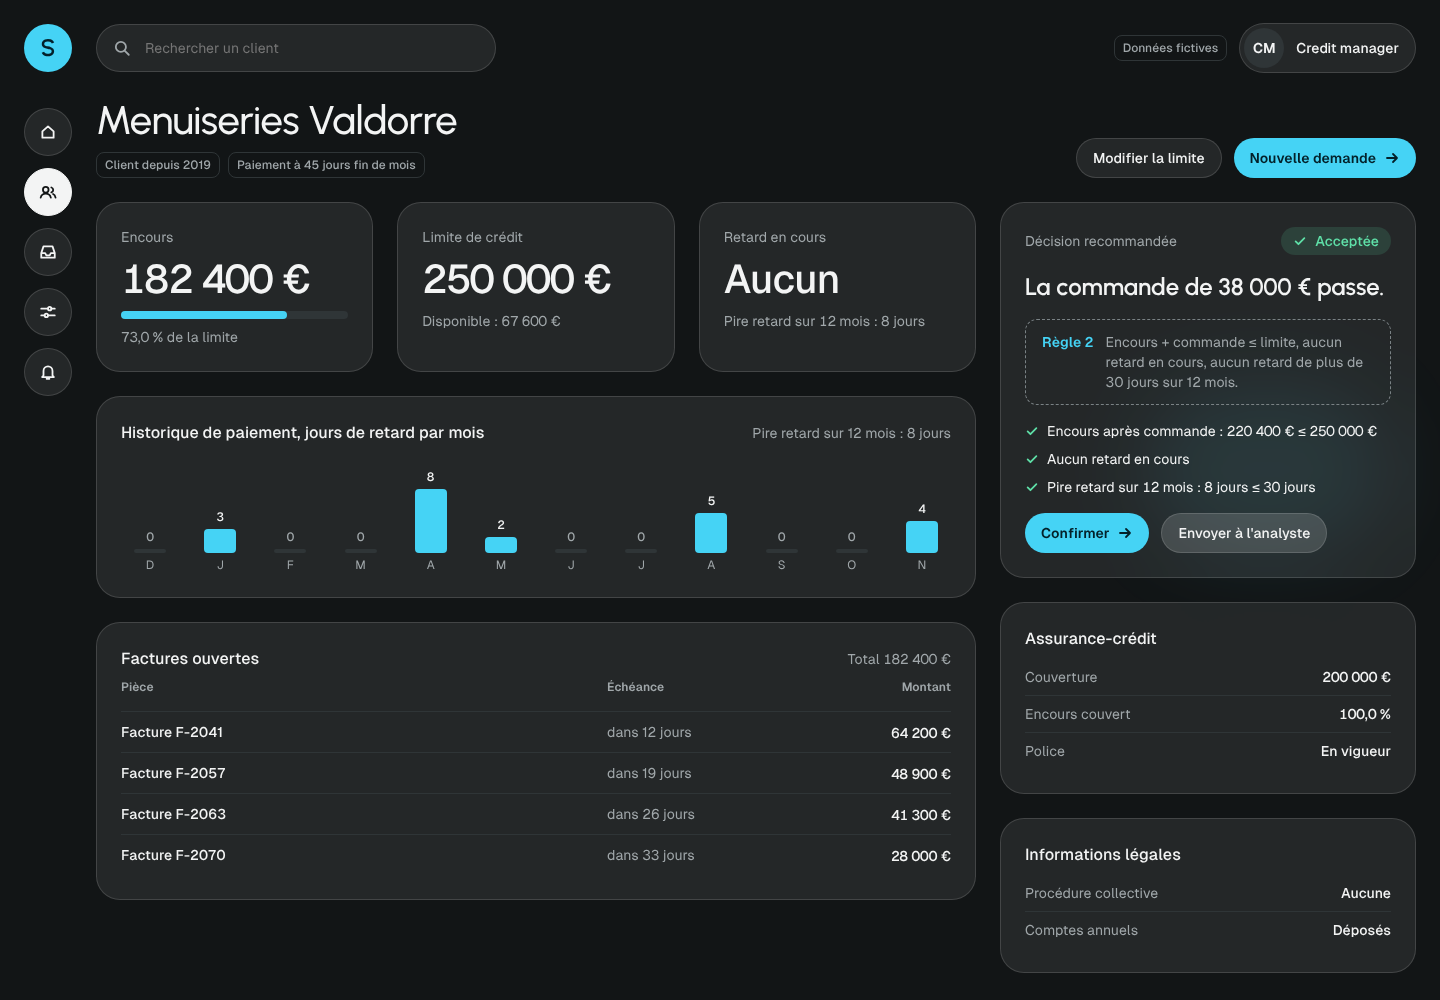 S
Rechercher un client
Données fictives
CM
Credit manager
Menuiseries Valdorre
Client depuis 2019
Paiement à 45 jours fin de mois
Modifier la limite
Nouvelle demande
Encours
182 400 €
73,0 % de la limite
Limite de crédit
250 000 €
Disponible : 67 600 €
Retard en cours
Aucun
Pire retard sur 12 mois : 8 jours
Historique de paiement, jours de retard par mois
Pire retard sur 12 mois : 8 jours
0 3 0 0 8 2 0 0 5 0 0 4
D J F M A M J J A S O N
Factures ouvertes
Total 182 400 €
Pièce Échéance Montant
Facture F-2041 dans 12 jours 64 200 €
Facture F-2057 dans 19 jours 48 900 €
Facture F-2063 dans 26 jours 41 300 €
Facture F-2070 dans 33 jours 28 000 €
Décision recommandée
Acceptée
La commande de 38 000 € passe.
Règle 2 Encours + commande ≤ limite, aucun
retard en cours, aucun retard de plus de
30 jours sur 12 mois.
Encours après commande : 220 400 € ≤ 250 000 €
Aucun retard en cours
Pire retard sur 12 mois : 8 jours ≤ 30 jours
Confirmer
Envoyer à l'analyste
Assurance-crédit
Couverture 200 000 €
Encours couvert 100,0 %
Police En vigueur
Informations légales
Procédure collective Aucune
Comptes annuels Déposés